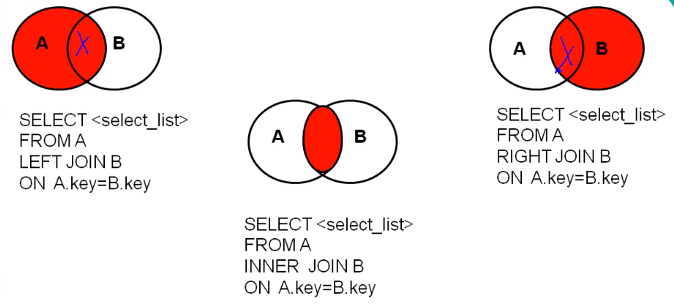 A X B
SELECT <select_list>
FROM A
LEFT JOIN B
ON A.key=B.key
A B
SELECT <select_list>
FROM A
INNER JOIN B
ON A.key=B.key
A X B
SELECT <select_list>
FROM A
RIGHT JOIN B
ON A.key=B.key